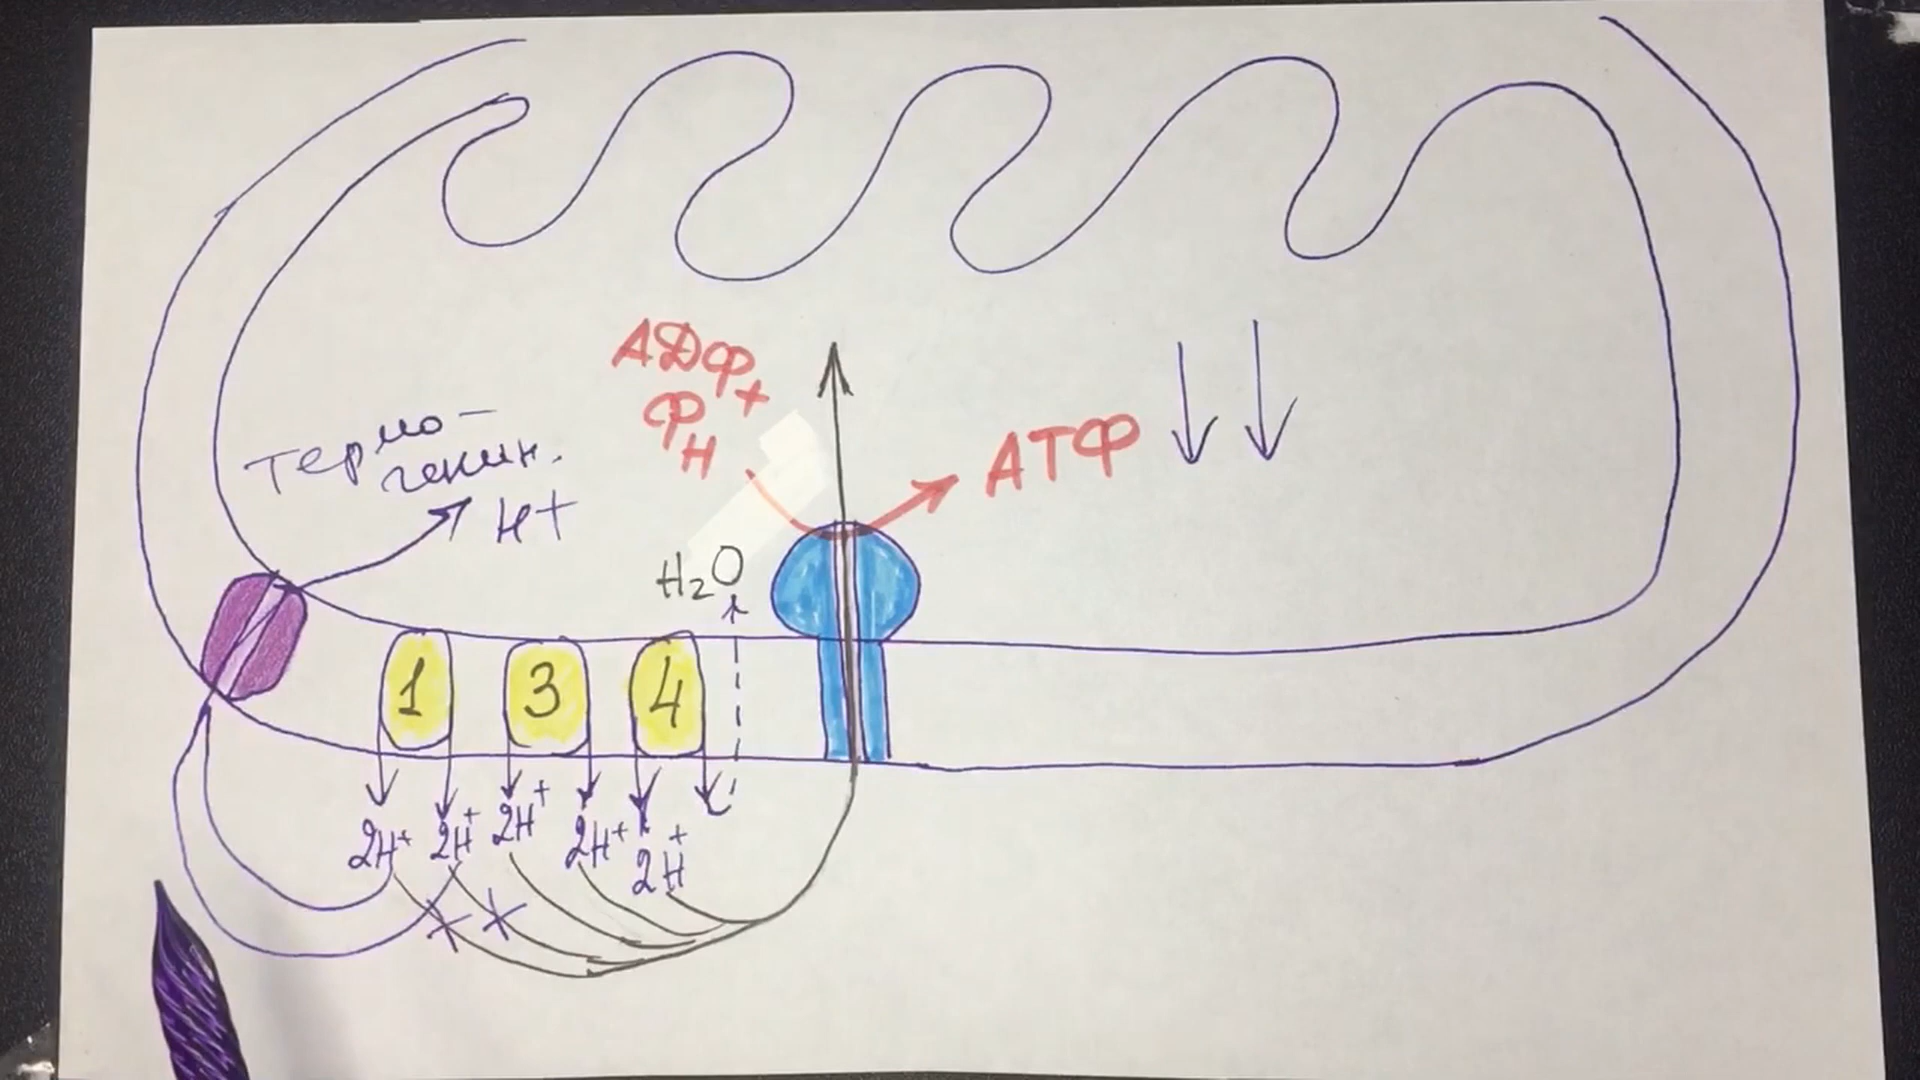 АДФ+
Фн
АТФ
термо-
генин.
H+
H₂O
1
3
4
2H+
2H+
2H+
2H+
2H+